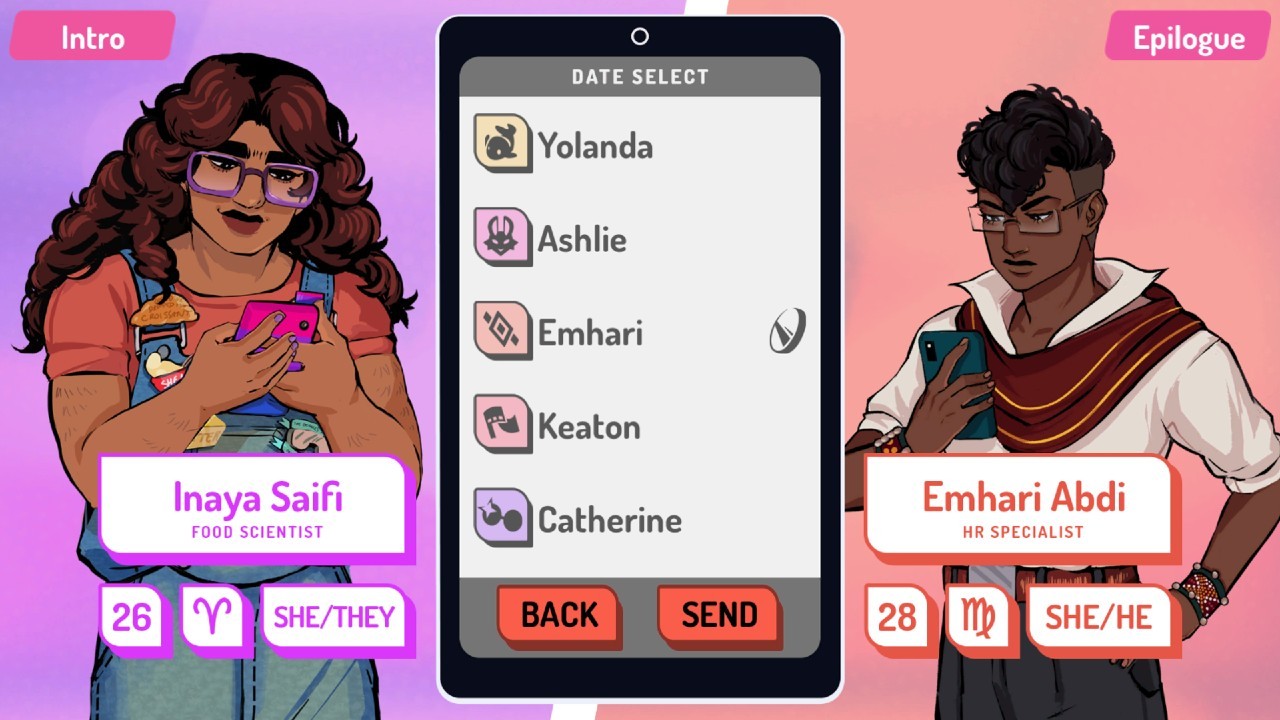 Intro
Epilogue
DATE SELECT
Yolanda
Ashlie
Emhari
Keaton
Catherine
BACK
SEND
Inaya Saifi
FOOD SCIENTIST
26
♈
SHE/THEY
Emhari Abdi
HR SPECIALIST
28
♍
SHE/HE
CROISSANT